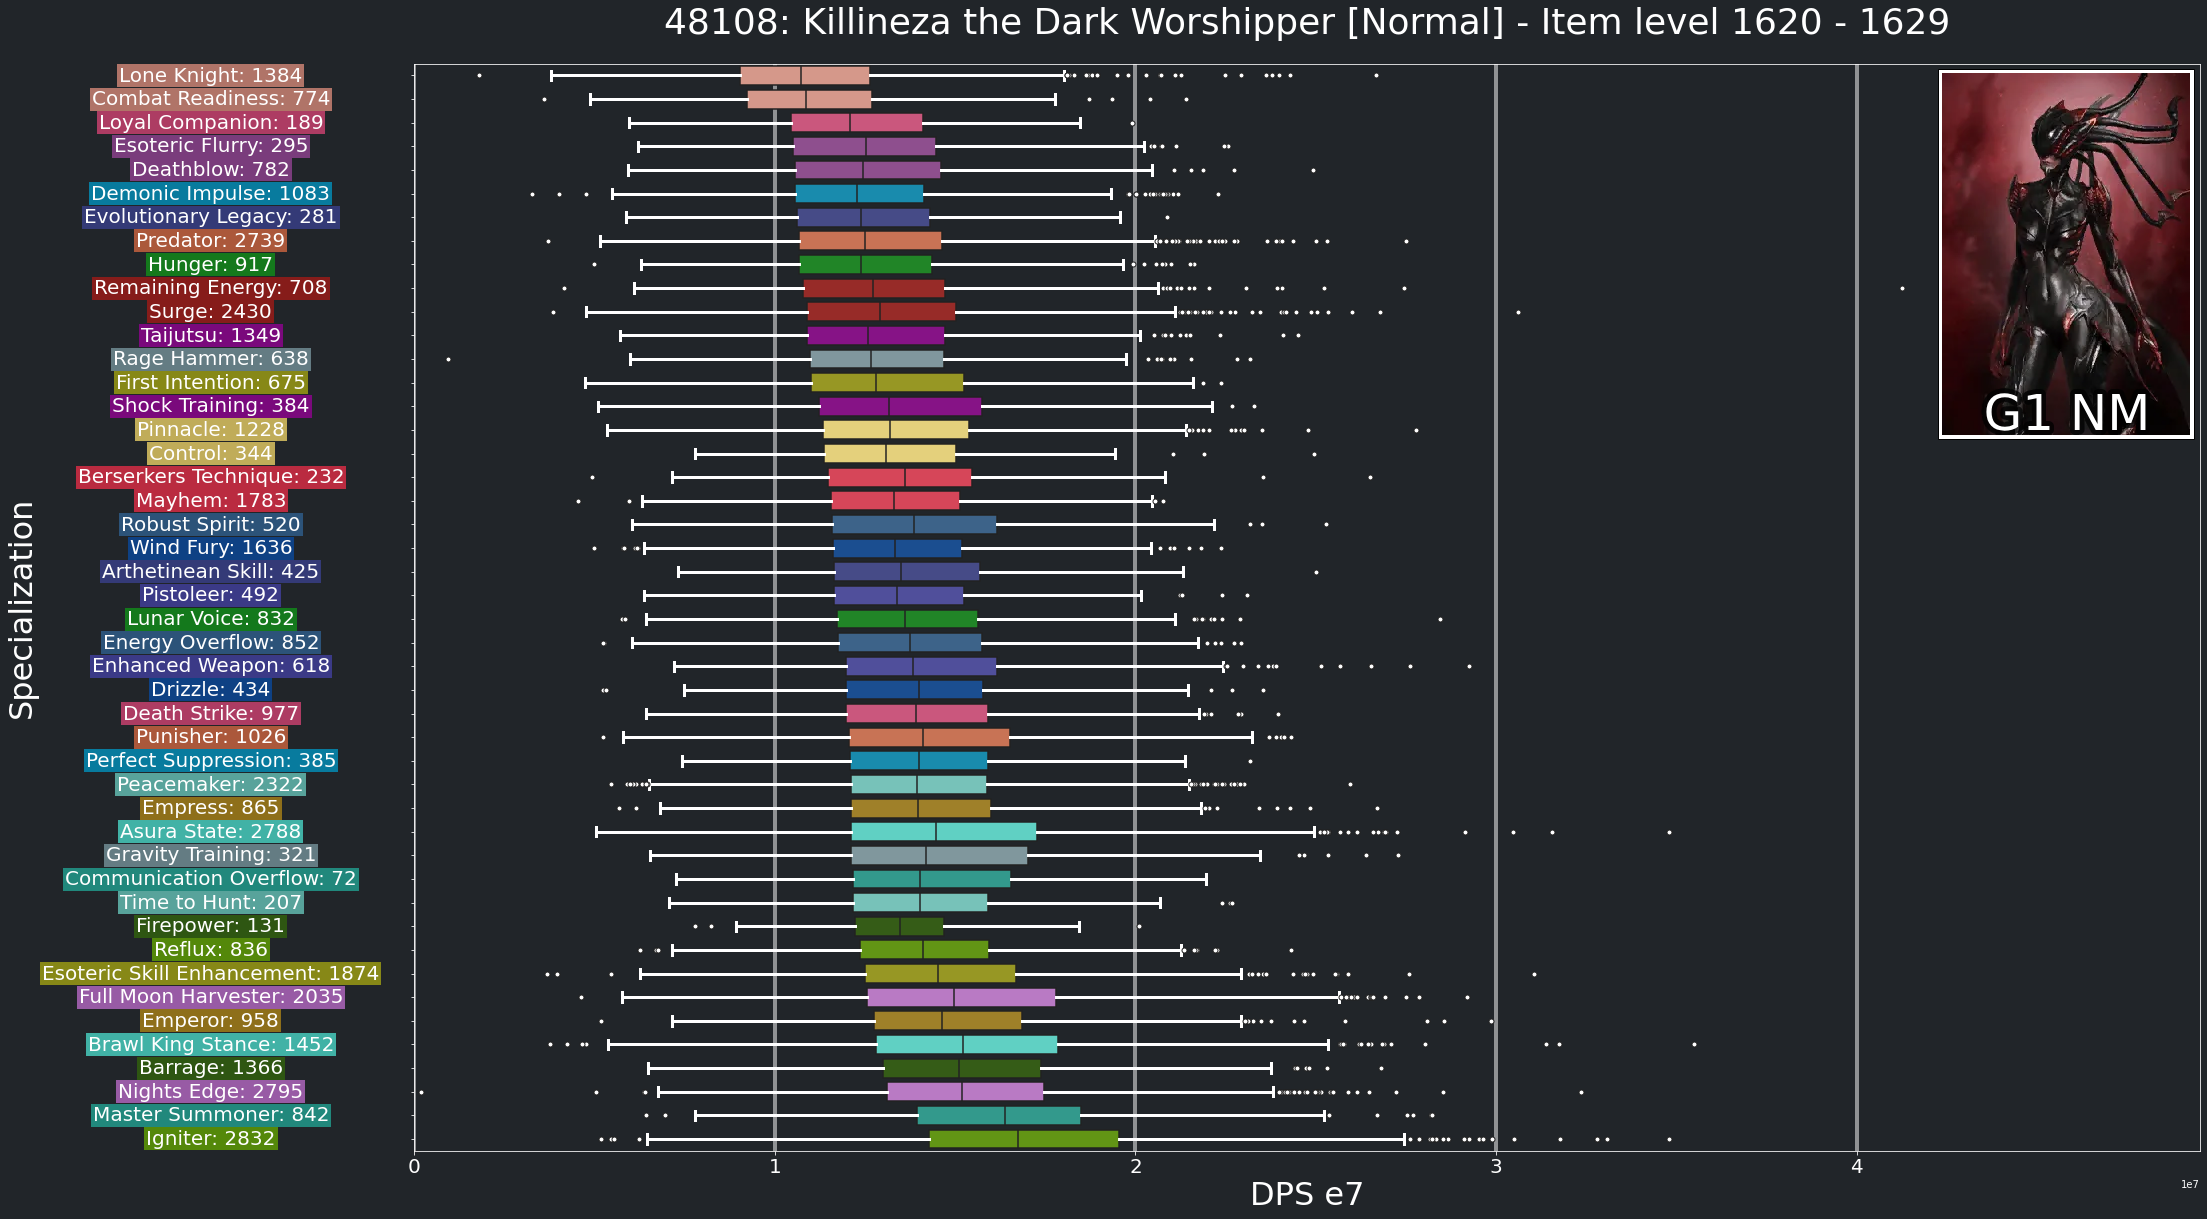 48108: Killineza the Dark Worshipper [Normal] - Item level 1620 - 1629
Lone Knight: 1384
Combat Readiness: 774
Loyal Companion: 189
Esoteric Flurry: 295
Deathblow: 782
Demonic Impulse: 1083
Evolutionary Legacy: 281
Predator: 2739
Hunger: 917
Remaining Energy: 708
Surge: 2430
Taijutsu: 1349
Rage Hammer: 638
First Intention: 675
Shock Training: 384
Pinnacle: 1228
Control: 344
Berserkers Technique: 232
Mayhem: 1783
Robust Spirit: 520
Wind Fury: 1636
Arthetinean Skill: 425
Pistoleer: 492
Lunar Voice: 832
Energy Overflow: 852
Enhanced Weapon: 618
Drizzle: 434
Death Strike: 977
Punisher: 1026
Perfect Suppression: 385
Peacemaker: 2322
Empress: 865
Asura State: 2788
Gravity Training: 321
Communication Overflow: 72
Time to Hunt: 207
Firepower: 131
Reflux: 836
Esoteric Skill Enhancement: 1874
Full Moon Harvester: 2035
Emperor: 958
Brawl King Stance: 1452
Barrage: 1366
Nights Edge: 2795
Master Summoner: 842
Igniter: 2832
Specialization
G1 NM
0 1 2 3 4
DPS e7
1e7